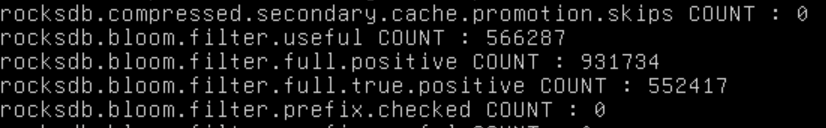 rocksdb.compressed.secondary.cache.promotion.skips COUNT : 0
rocksdb.bloom.filter.useful COUNT : 566287
rocksdb.bloom.filter.full.positive COUNT : 931734
rocksdb.bloom.filter.full.true.positive COUNT : 552417
rocksdb.bloom.filter.prefix.checked COUNT : 0